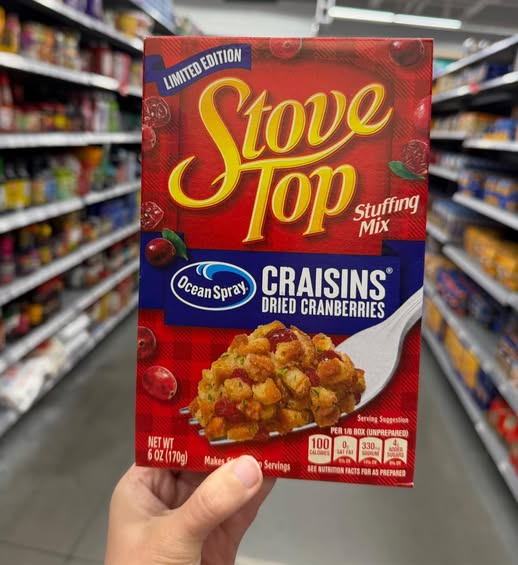 LIMITED EDITION
Stove
Top
Stuffing
Mix
Ocean Spray
CRAISINS®
DRIED CRANBERRIES
Serving Suggestion
PER 1/6 BOX (UNPREPARED)
100 CALORIES
0g SAT FAT
330mg SODIUM
4g ADDED SUGARS
SEE NUTRITION FACTS FOR AS PREPARED
NET WT
6 OZ (170g)
Makes Servings